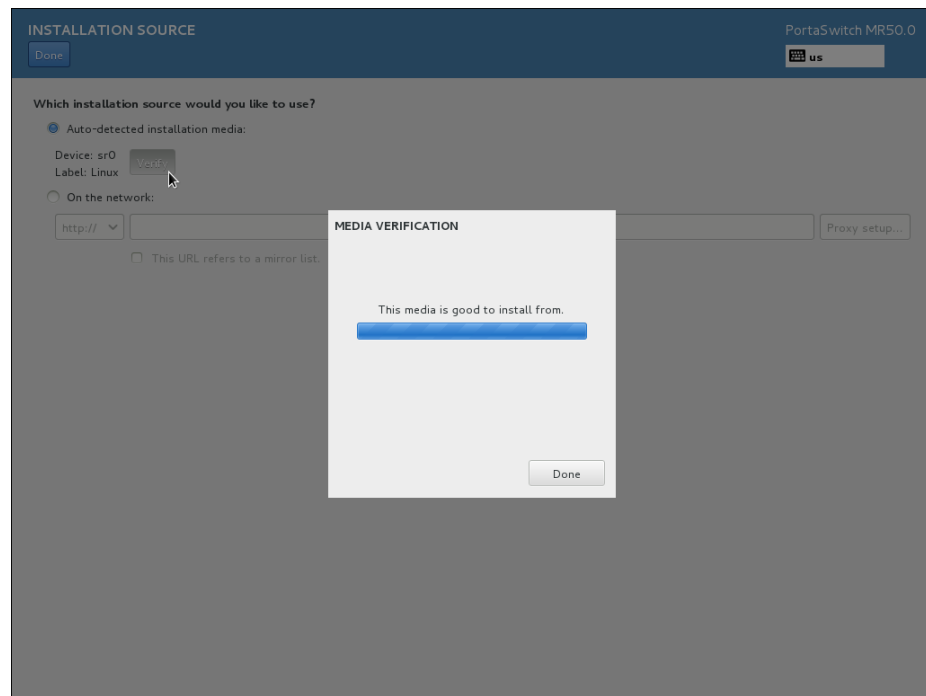 INSTALLATION SOURCE
PortaSwitch MR50.0
Done
us
Which installation source would you like to use?
Auto-detected installation media:
Device: sr0
Label: Linux
Verify
On the network:
http://
Proxy setup...
This URL refers to a mirror list.
MEDIA VERIFICATION
This media is good to install from.
Done